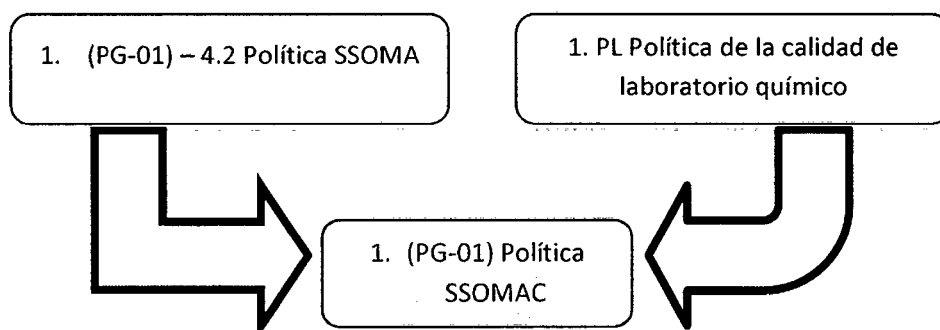 1. (PG-01) – 4.2 Política SSOMA
1. PL Política de la calidad de
laboratorio químico
1. (PG-01) Política
SSOMAC